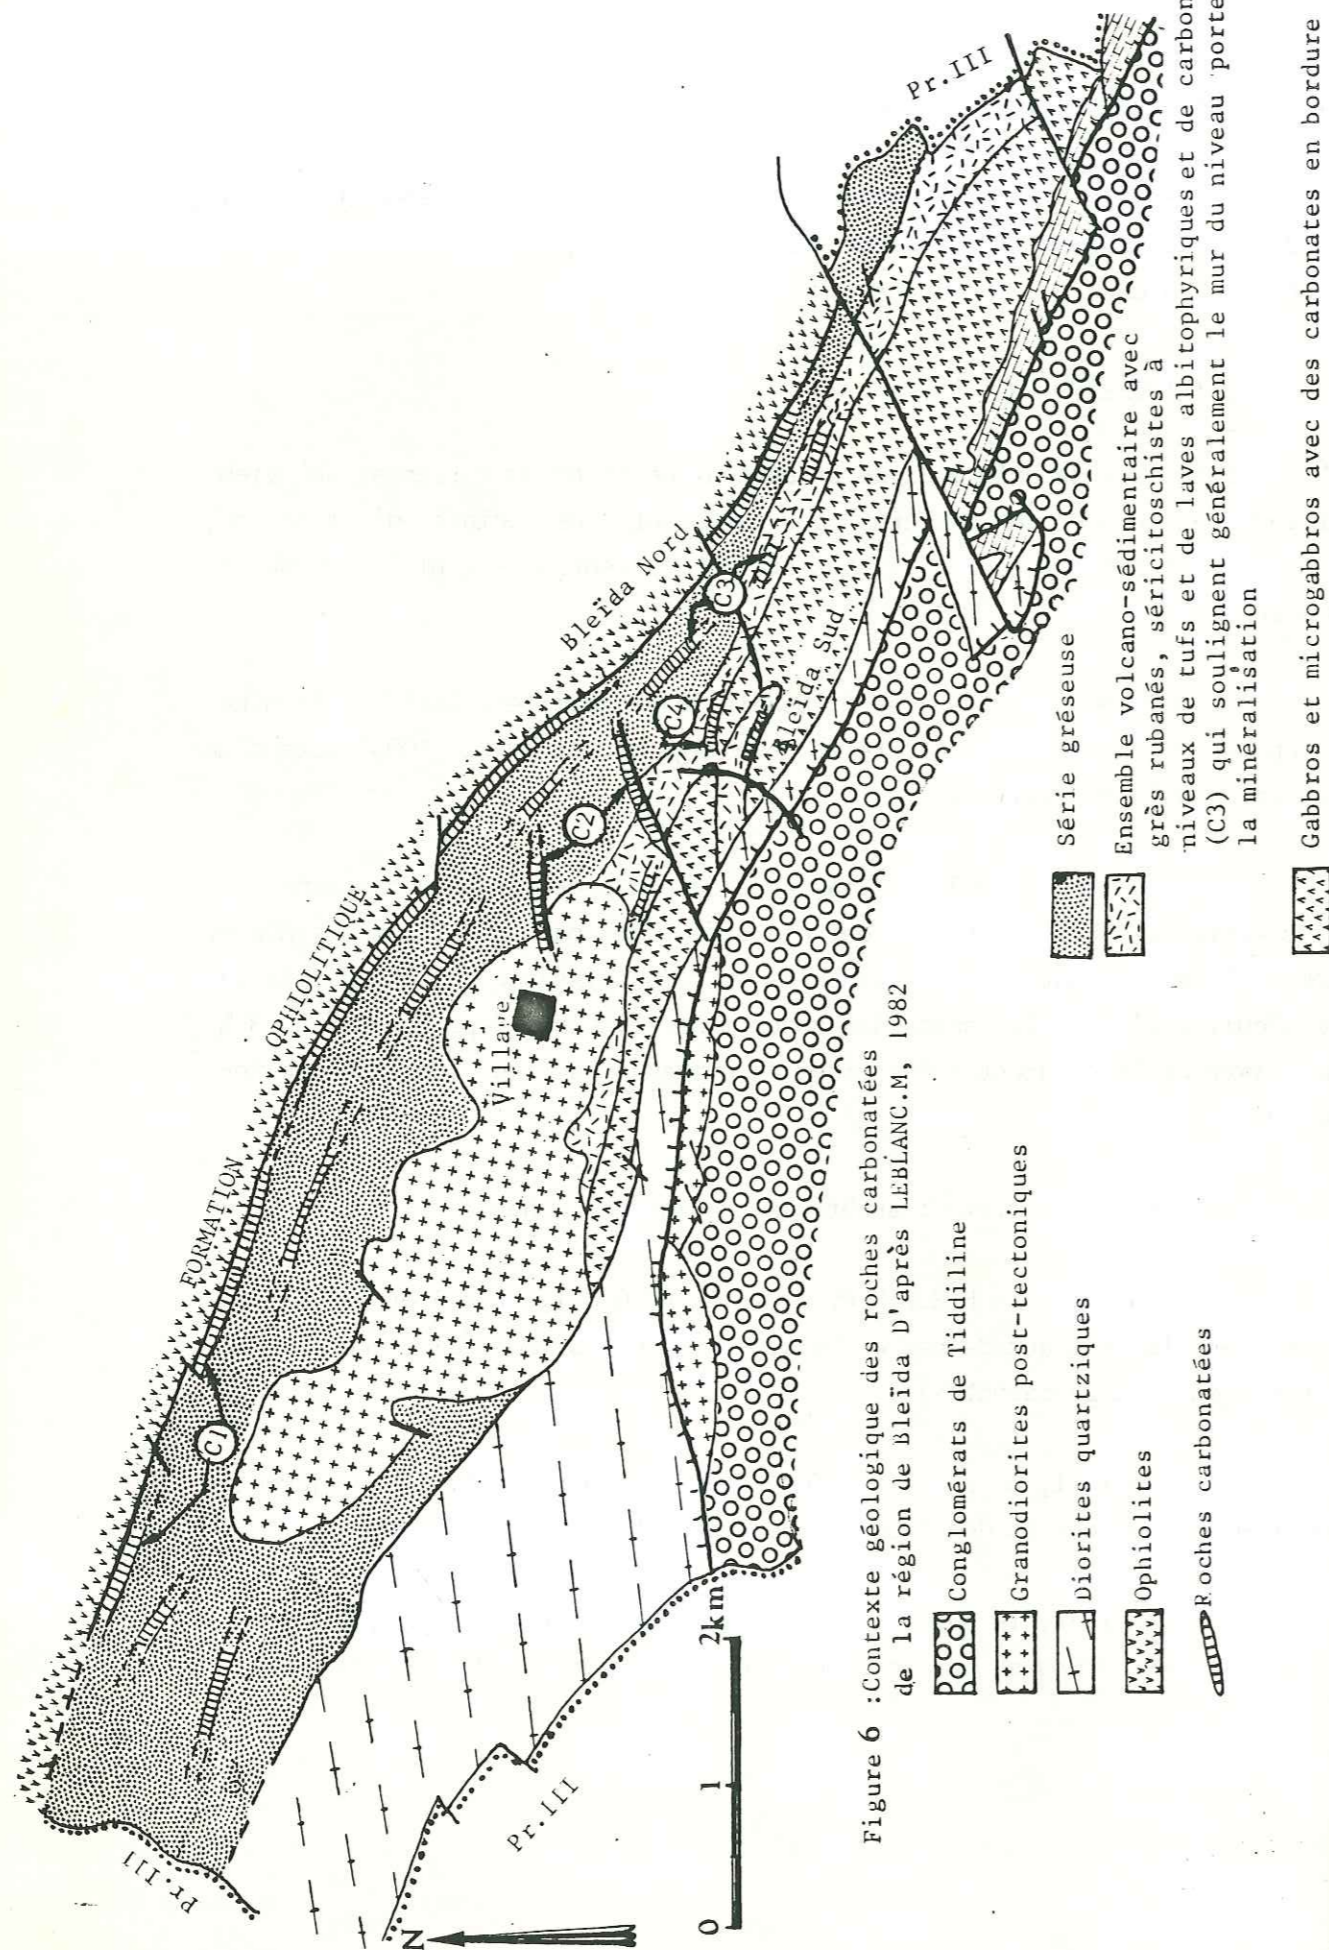 Pr.III
FORMATION
OPHIOLITIQUE
Bleïda Nord
Pr.III
C1
C2
C3
C4
Village
Bleïda Sud
Pr.III
N
0 1 2km
Figure 6 :Contexte géologique des roches carbonatées
de la région de Bleïda D'après LEBLANC.M, 1982
Conglomérats de Tiddiline
Granodiorites post-tectoniques
Diorites quartziques
Ophiolites
Roches carbonatées
Série gréseuse
Ensemble volcano-sédimentaire avec
grès rubanés, séricitoschistes à
niveaux de tufs et de laves albitophyriques et de carbon
(C3) qui soulignent généralement le mur du niveau porte
la minéralisation
Gabbros et microgabbros avec des carbonates en bordure